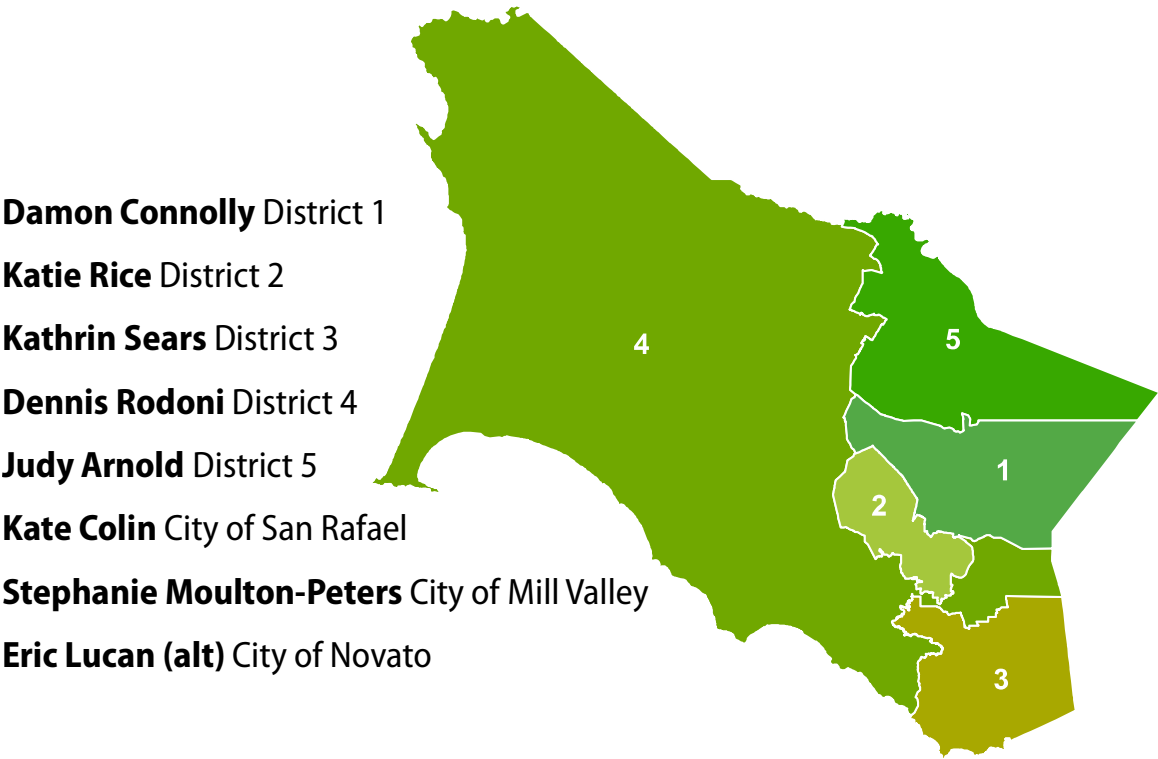 Damon Connolly District 1
Katie Rice District 2
Kathrin Sears District 3
Dennis Rodoni District 4
Judy Arnold District 5
Kate Colin City of San Rafael
Stephanie Moulton-Peters City of Mill Valley
Eric Lucan (alt) City of Novato
4
5
1
2
3